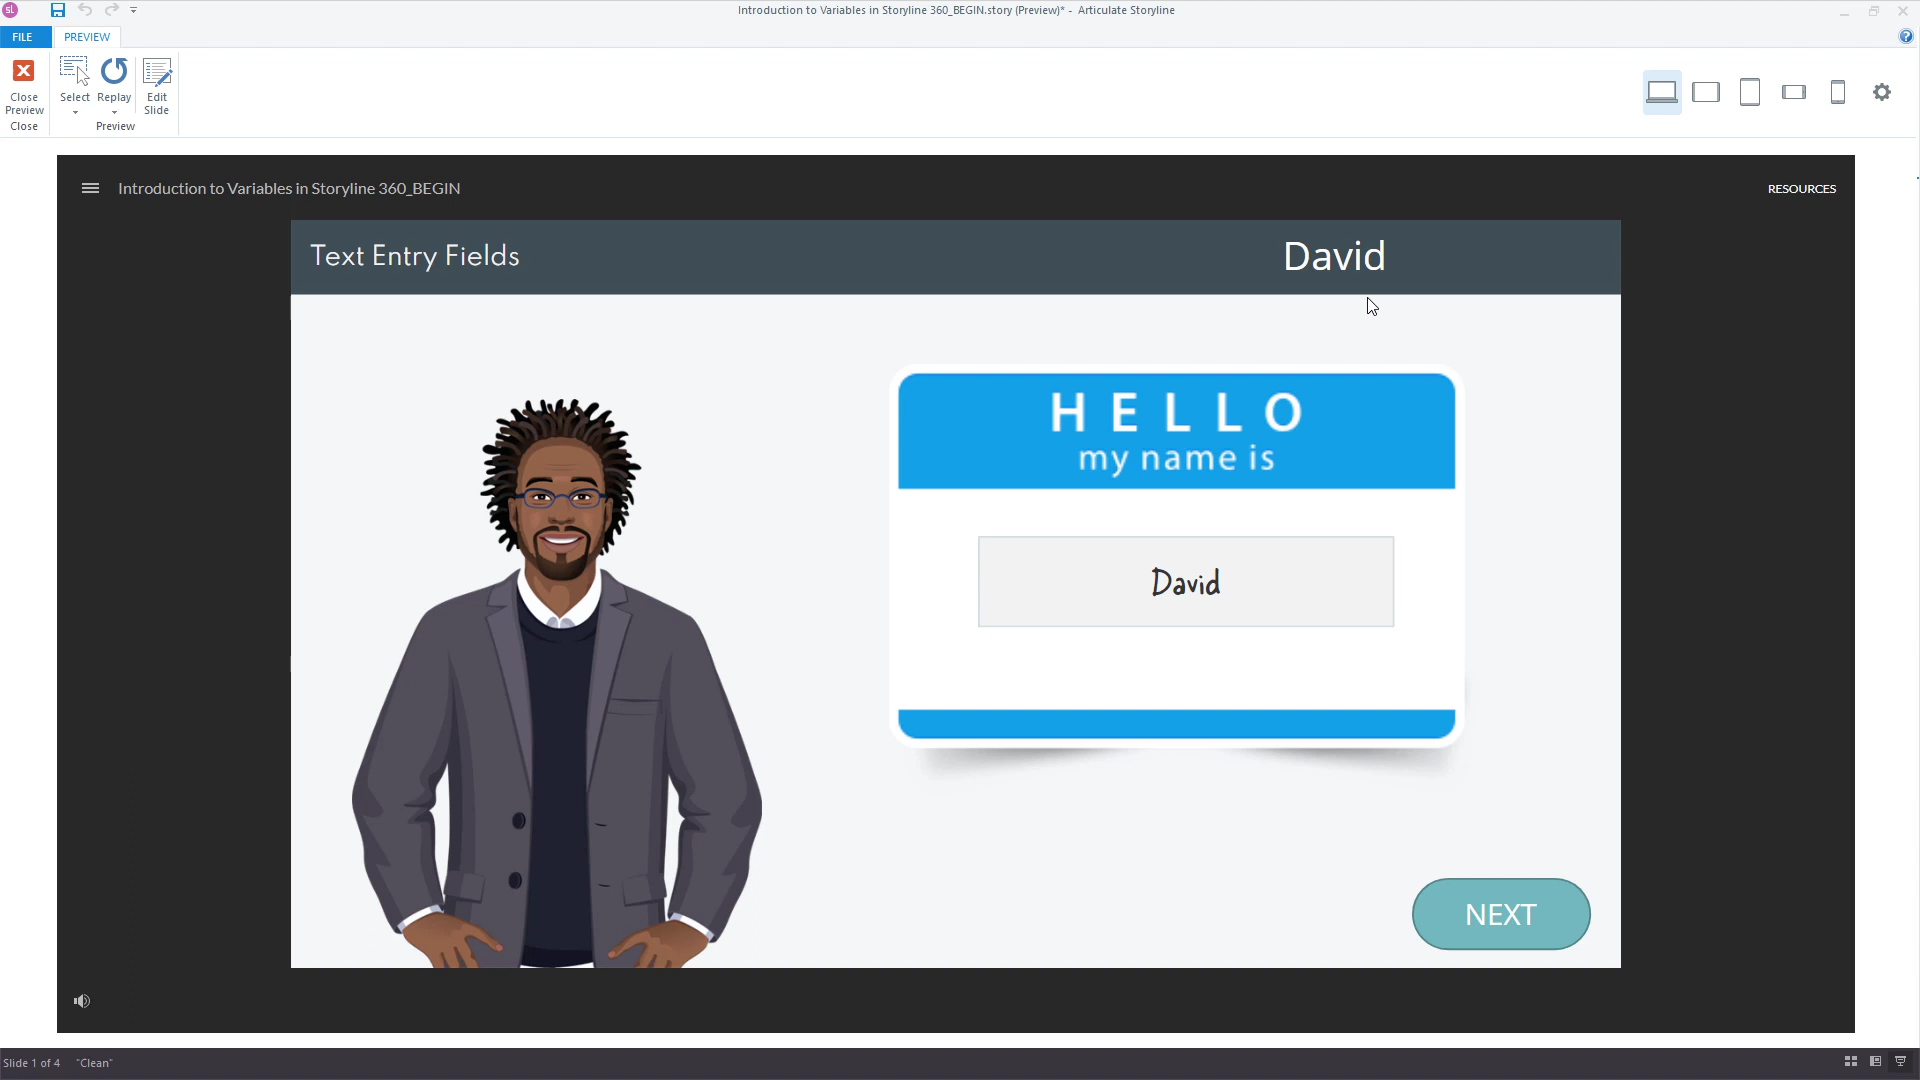 SL
Introduction to Variables in Storyline 360_BEGIN.story (Preview)* - Articulate Storyline
FILE
PREVIEW
?
Close Preview
Select
Replay
Edit Slide
Close
Preview
Introduction to Variables in Storyline 360_BEGIN
RESOURCES
Text Entry Fields
David
HELLO
my name is
David
NEXT
Slide 1 of 4 "Clean"